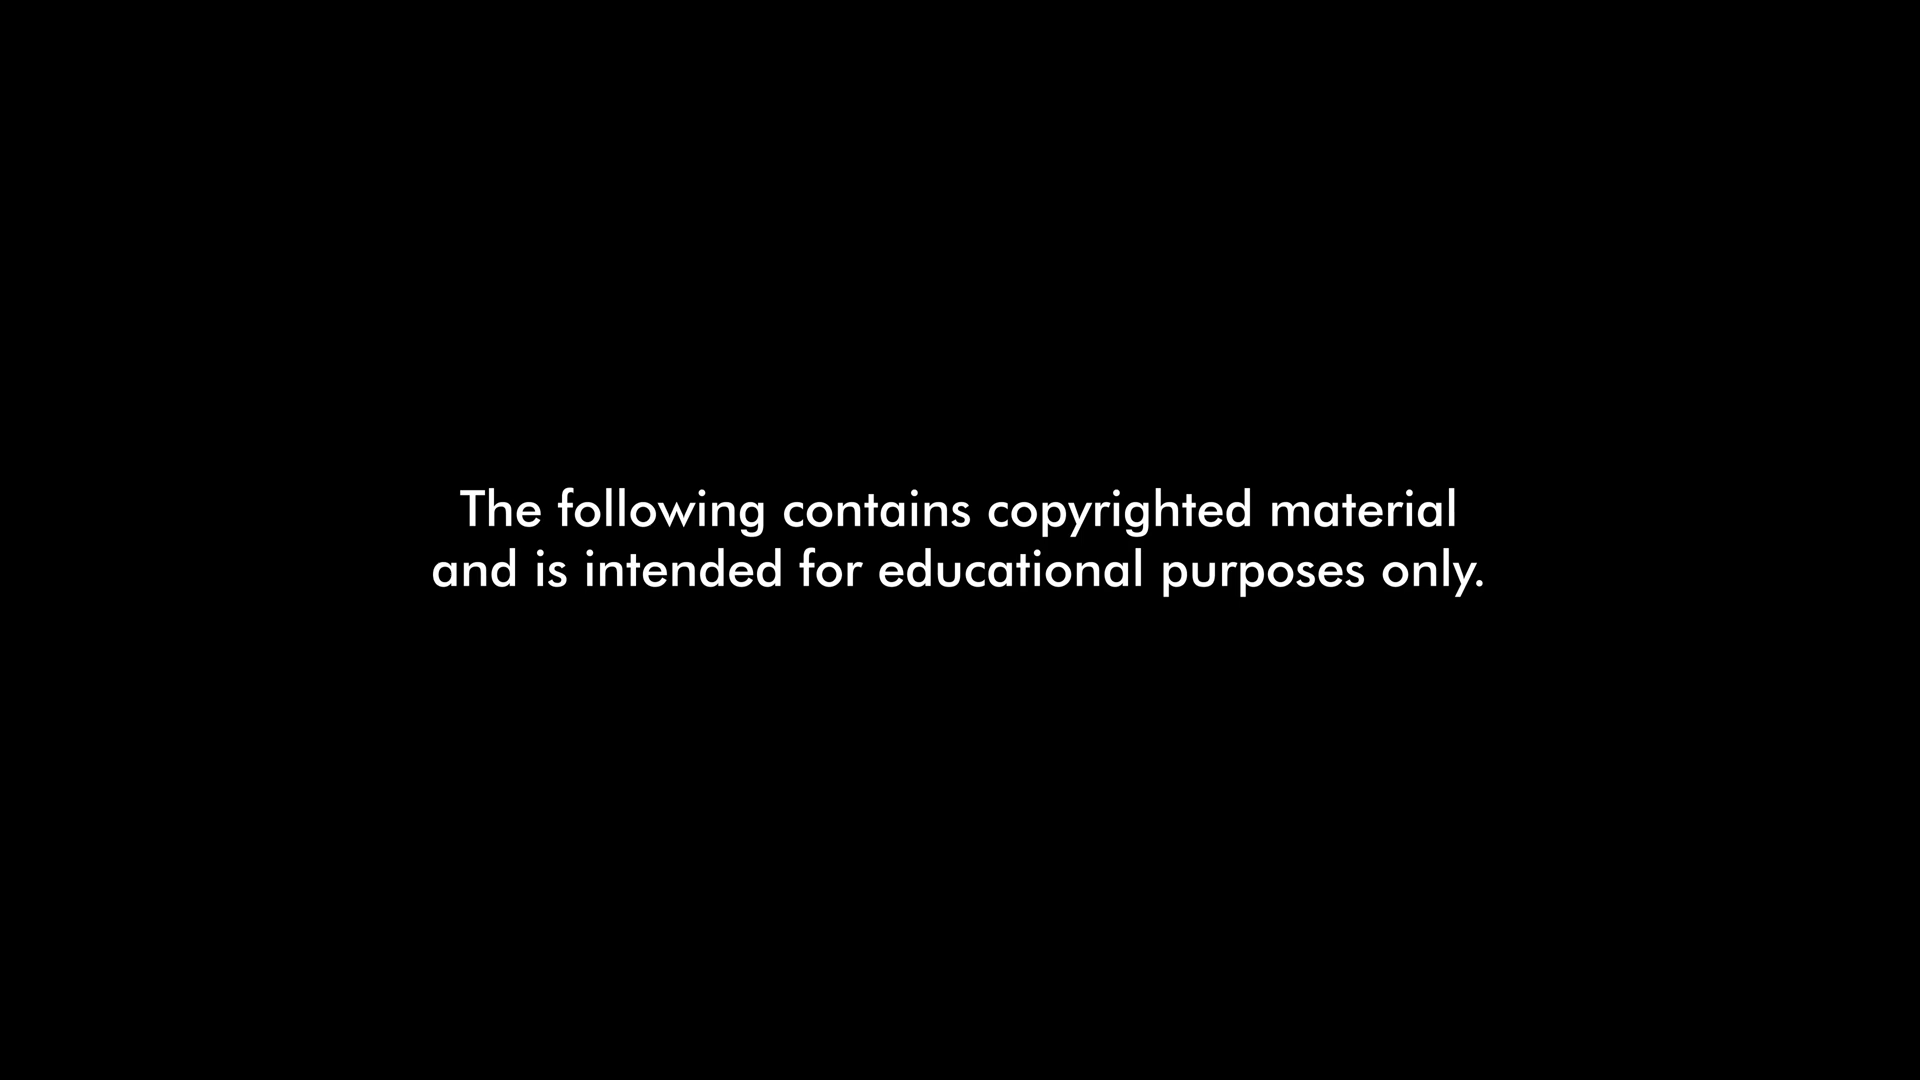 The following contains copyrighted material
and is intended for educational purposes only.